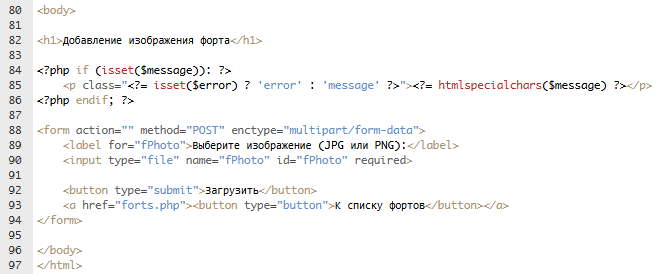 80 <body>
81
82 <h1>Добавление изображения форта</h1>
83
84 <?php if (isset($message)): ?>
85     <p class="<?= isset($error) ? 'error' : 'message' ?>"><?= htmlspecialchars($message) ?></p>
86 <?php endif; ?>
87
88 <form action="" method="POST" enctype="multipart/form-data">
89     <label for="fPhoto">Выберите изображение (JPG или PNG):</label>
90     <input type="file" name="fPhoto" id="fPhoto" required>
91
92     <button type="submit">Загрузить</button>
93     <a href="forts.php"><button type="button">К списку фортов</button></a>
94 </form>
95
96 </body>
97 </html>